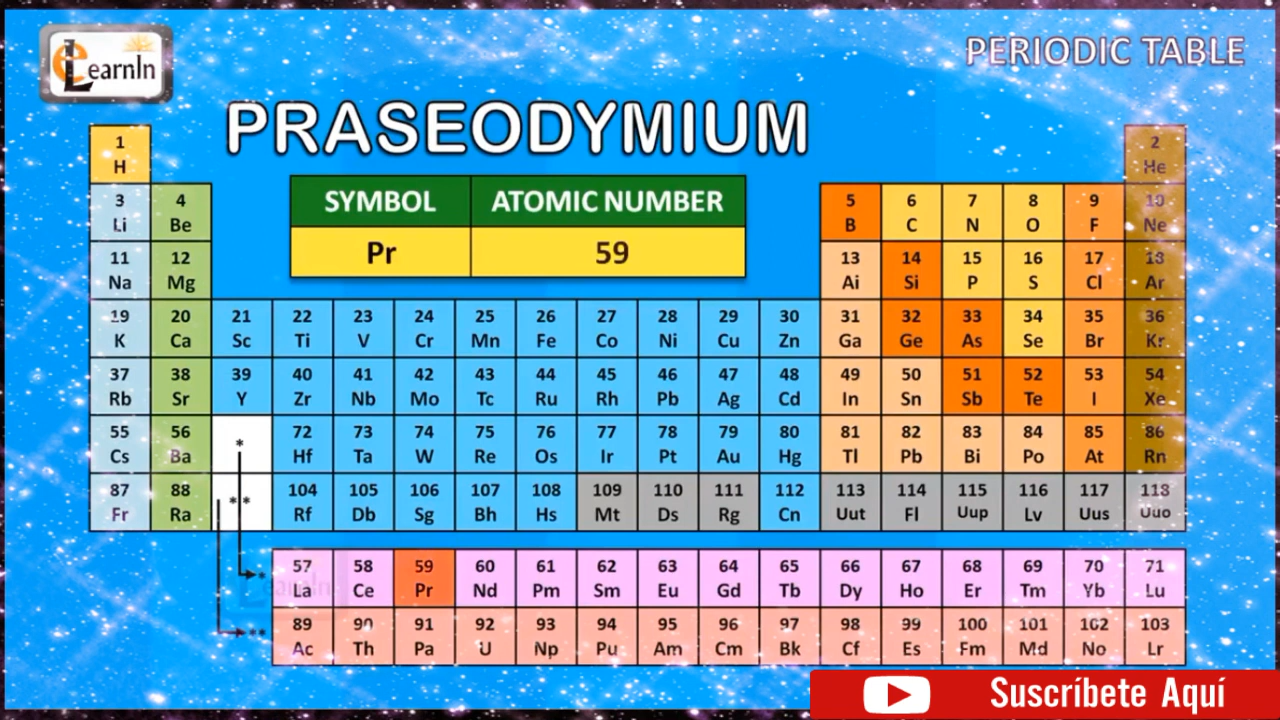 eLearnIn
PERIODIC TABLE
PRASEODYMIUM
SYMBOL ATOMIC NUMBER
Pr 59
1 2
H He
3 4 5 6 7 8 9 10
Li Be B C N O F Ne
11 12 13 14 15 16 17 18
Na Mg Ai Si P S Cl Ar
19 20 21 22 23 24 25 26 27 28 29 30 31 32 33 34 35 36
K Ca Sc Ti V Cr Mn Fe Co Ni Cu Zn Ga Ge As Se Br Kr
37 38 39 40 41 42 43 44 45 46 47 48 49 50 51 52 53 54
Rb Sr Y Zr Nb Mo Tc Ru Rh Pb Ag Cd In Sn Sb Te I Xe
55 56 * 72 73 74 75 76 77 78 79 80 81 82 83 84 85 86
Cs Ba Hf Ta W Re Os Ir Pt Au Hg Tl Pb Bi Po At Rn
87 88 ** 104 105 106 107 108 109 110 111 112 113 114 115 116 117 118
Fr Ra Rf Db Sg Bh Hs Mt Ds Rg Cn Uut Fl Uup Lv Uus Uuo
* 57 58 59 60 61 62 63 64 65 66 67 68 69 70 71
La Ce Pr Nd Pm Sm Eu Gd Tb Dy Ho Er Tm Yb Lu
** 89 90 91 92 93 94 95 96 97 98 99 100 101 102 103
Ac Th Pa U Np Pu Am Cm Bk Cf Es Fm Md No Lr
Suscríbete Aquí